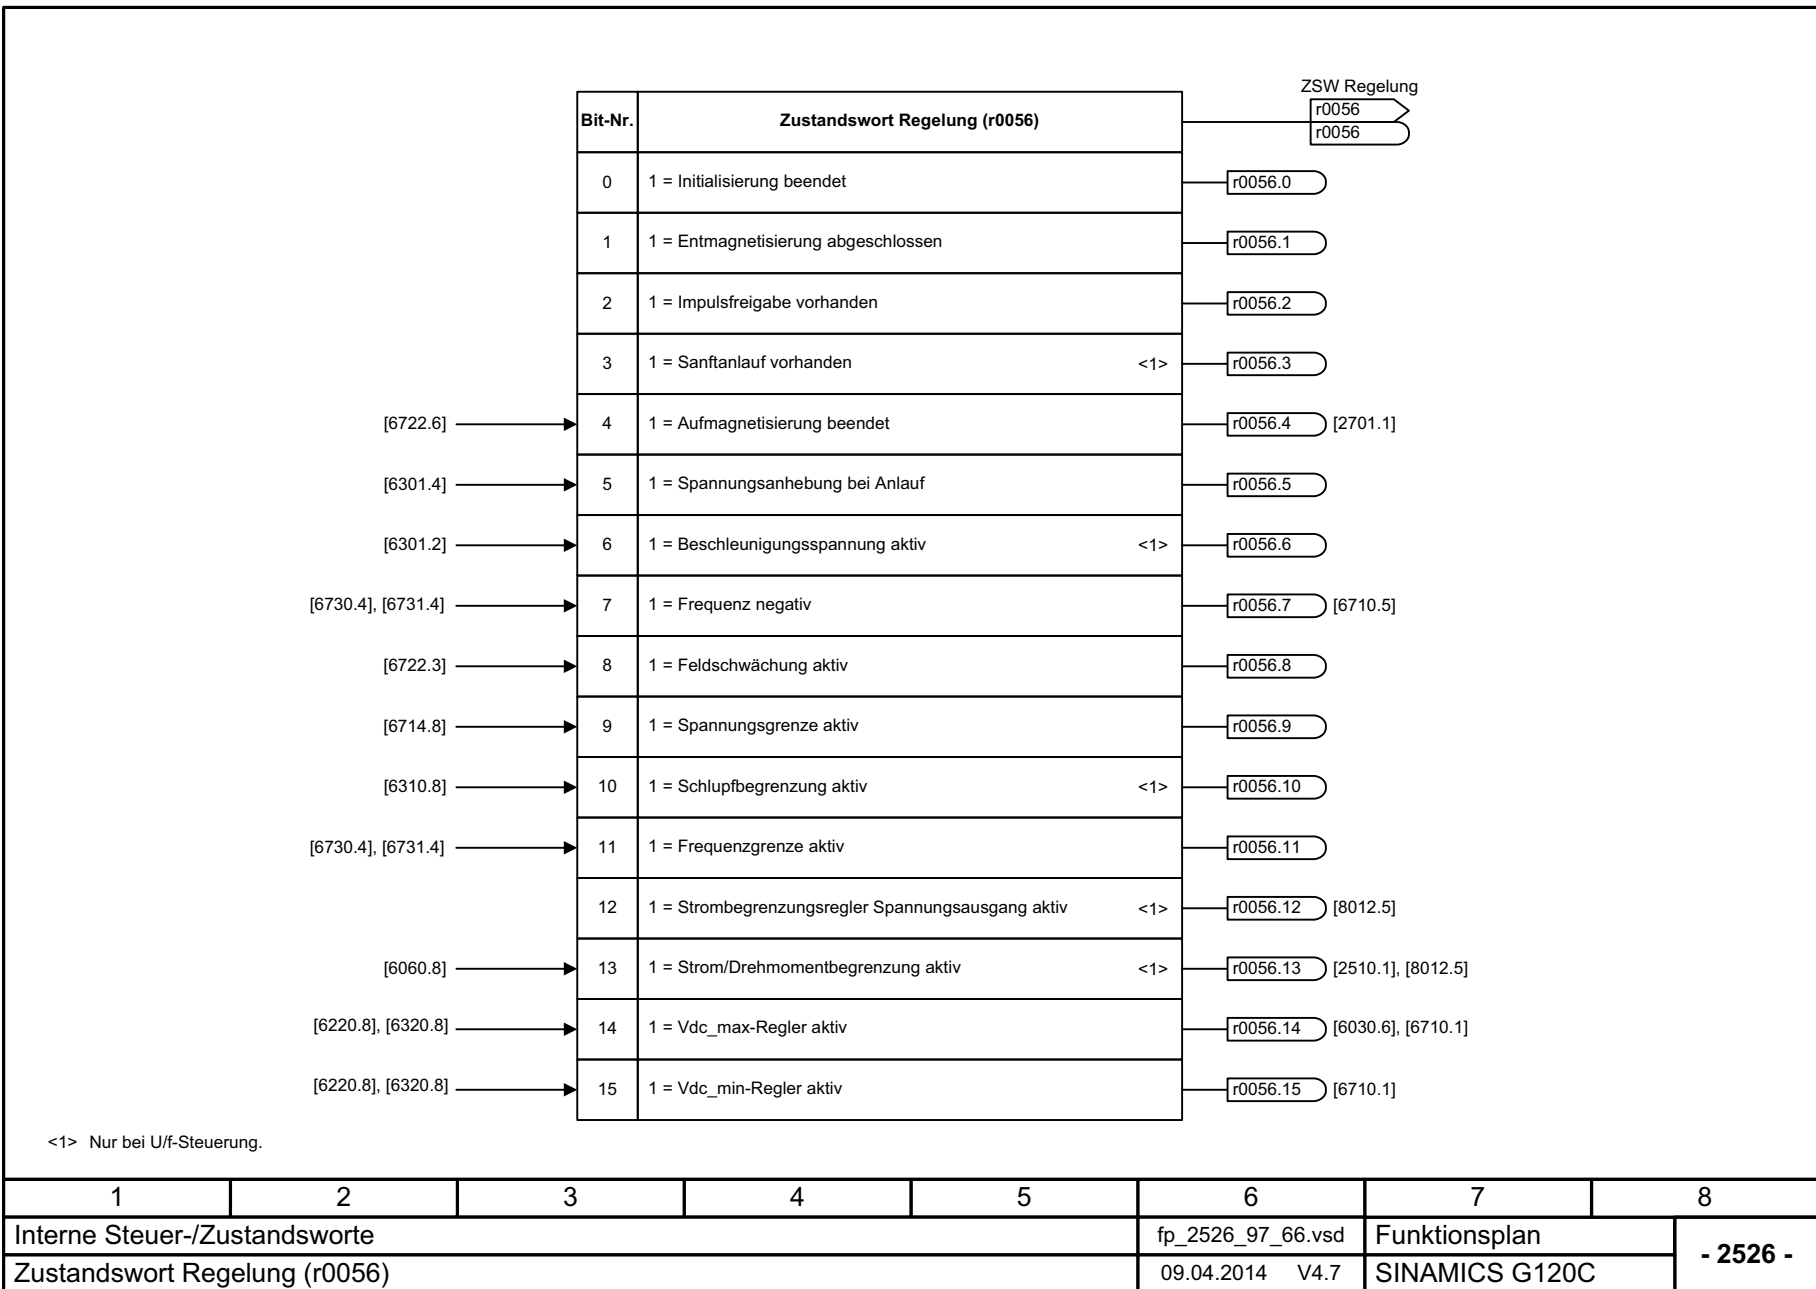 ZSW Regelung
Bit-Nr. Zustandswort Regelung (r0056) r0056
r0056
0 1 = Initialisierung beendet r0056.0
1 1 = Entmagnetisierung abgeschlossen r0056.1
2 1 = Impulsfreigabe vorhanden r0056.2
3 1 = Sanftanlauf vorhanden <1> r0056.3
[6722.6] 4 1 = Aufmagnetisierung beendet r0056.4 [2701.1]
[6301.4] 5 1 = Spannungsanhebung bei Anlauf r0056.5
[6301.2] 6 1 = Beschleunigungsspannung aktiv <1> r0056.6
[6730.4], [6731.4] 7 1 = Frequenz negativ r0056.7 [6710.5]
[6722.3] 8 1 = Feldschwächung aktiv r0056.8
[6714.8] 9 1 = Spannungsgrenze aktiv r0056.9
[6310.8] 10 1 = Schlupfbegrenzung aktiv <1> r0056.10
[6730.4], [6731.4] 11 1 = Frequenzgrenze aktiv r0056.11
12 1 = Strombegrenzungsregler Spannungsausgang aktiv <1> r0056.12 [8012.5]
[6060.8] 13 1 = Strom/Drehmomentbegrenzung aktiv <1> r0056.13 [2510.1], [8012.5]
[6220.8], [6320.8] 14 1 = Vdc_max-Regler aktiv r0056.14 [6030.6], [6710.1]
[6220.8], [6320.8] 15 1 = Vdc_min-Regler aktiv r0056.15 [6710.1]
<1> Nur bei U/f-Steuerung.
1 2 3 4 5 6 7 8
Interne Steuer-/Zustandsworte fp_2526_97_66.vsd Funktionsplan - 2526 -
Zustandswort Regelung (r0056) 09.04.2014 V4.7 SINAMICS G120C